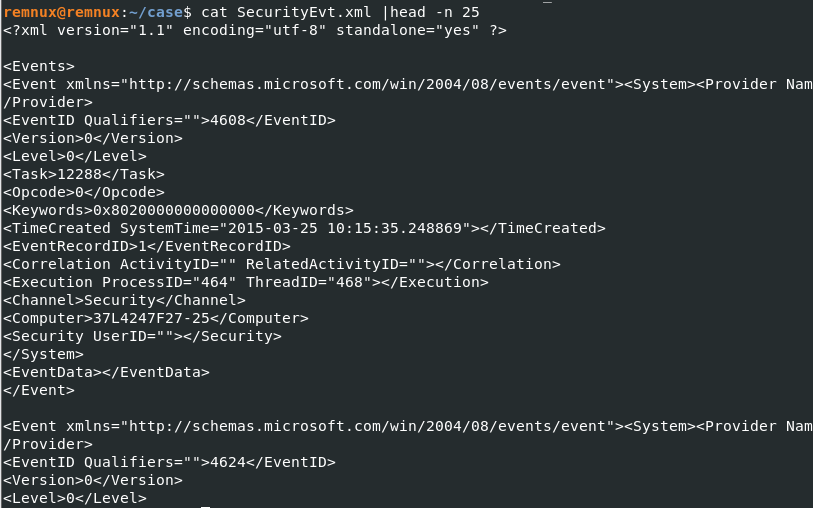 remnux@remnux:~/case$ cat SecurityEvt.xml |head -n 25
<?xml version="1.1" encoding="utf-8" standalone="yes" ?>
<Events>
<Event xmlns="http://schemas.microsoft.com/win/2004/08/events/event"><System><Provider Nam
/Provider>
<EventID Qualifiers="">4608</EventID>
<Version>0</Version>
<Level>0</Level>
<Task>12288</Task>
<Opcode>0</Opcode>
<Keywords>0x8020000000000000</Keywords>
<TimeCreated SystemTime="2015-03-25 10:15:35.248869"></TimeCreated>
<EventRecordID>1</EventRecordID>
<Correlation ActivityID="" RelatedActivityID=""></Correlation>
<Execution ProcessID="464" ThreadID="468"></Execution>
<Channel>Security</Channel>
<Computer>37L4247F27-25</Computer>
<Security UserID=""></Security>
</System>
<EventData></EventData>
</Event>
<Event xmlns="http://schemas.microsoft.com/win/2004/08/events/event"><System><Provider Nam
/Provider>
<EventID Qualifiers="">4624</EventID>
<Version>0</Version>
<Level>0</Level>